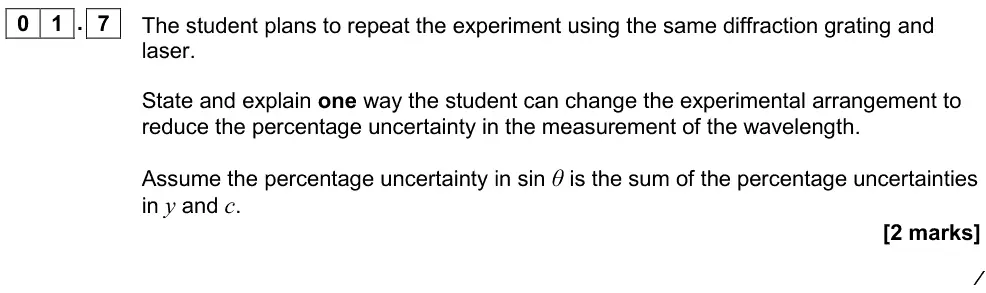 0 1 . 7 The student plans to repeat the experiment using the same diffraction grating and
laser.
State and explain one way the student can change the experimental arrangement to
reduce the percentage uncertainty in the measurement of the wavelength.
Assume the percentage uncertainty in sin θ is the sum of the percentage uncertainties
in y and c.
[2 marks]